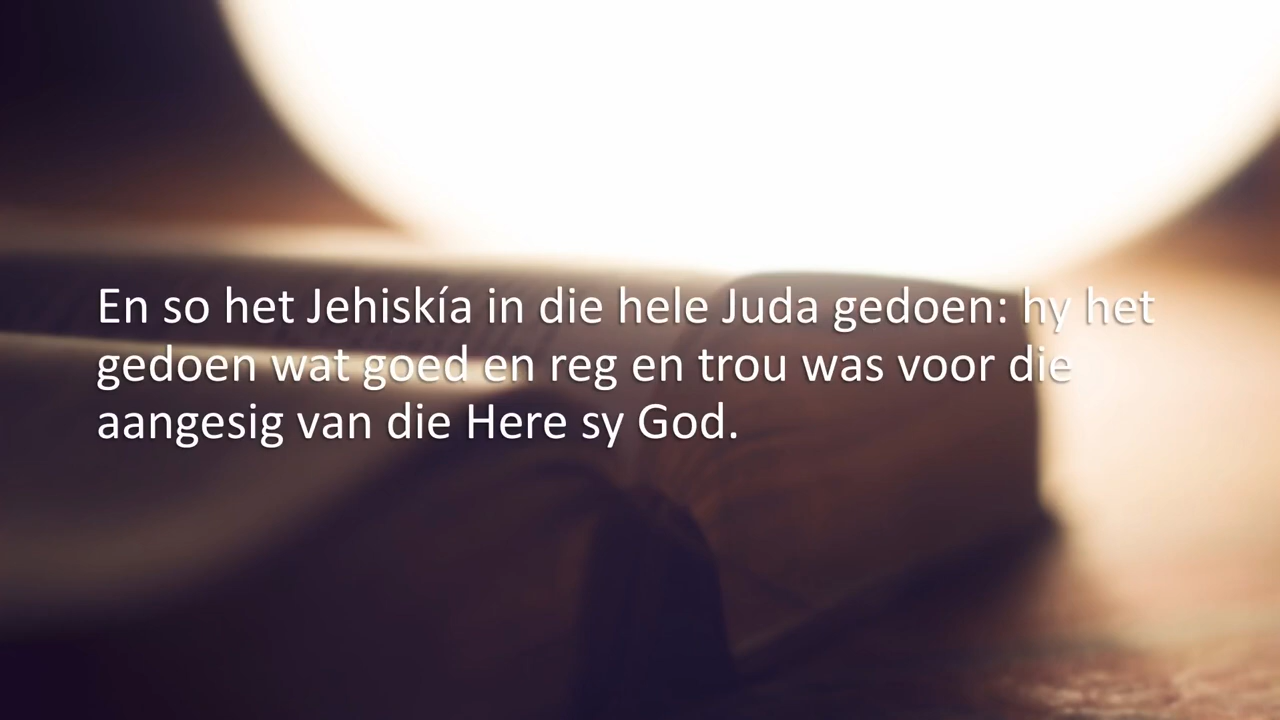 En so het Jehiskía in die hele Juda gedoen: hy het
gedoen wat goed en reg en trou was voor die
aangesig van die Here sy God.